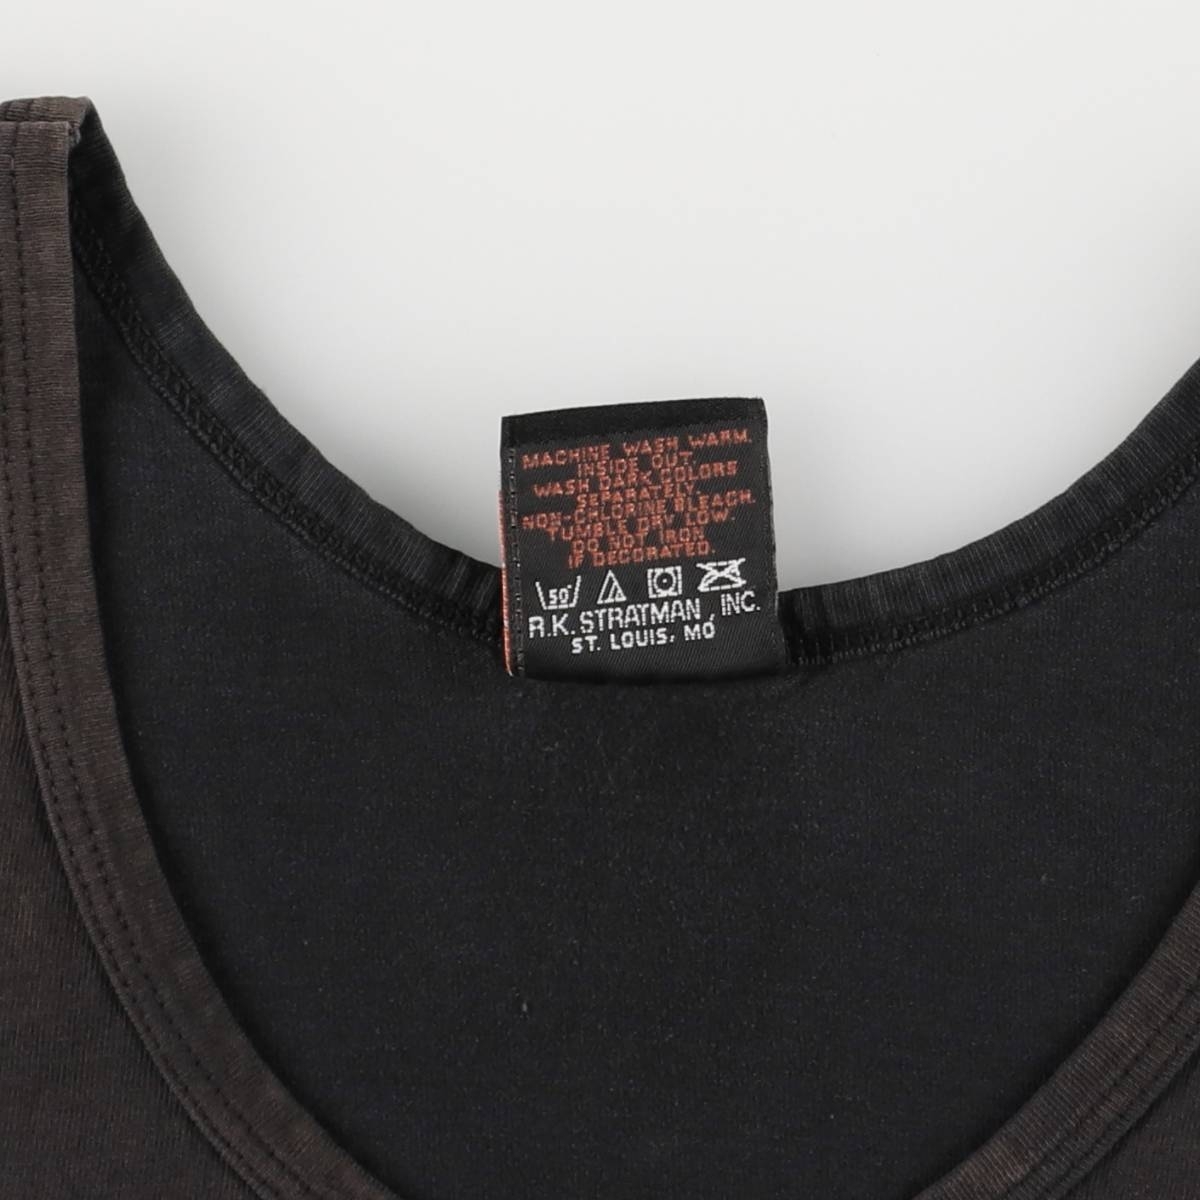 MACHINE WASH WARM.
INSIDE OUT.
WASH DARK COLORS
SEPARATELY.
NON-CHLORINE BLEACH.
TUMBLE DRY LOW.
DO NOT IRON
IF DECORATED.
50°
R.K. STRATMAN, INC.
ST. LOUIS, MO